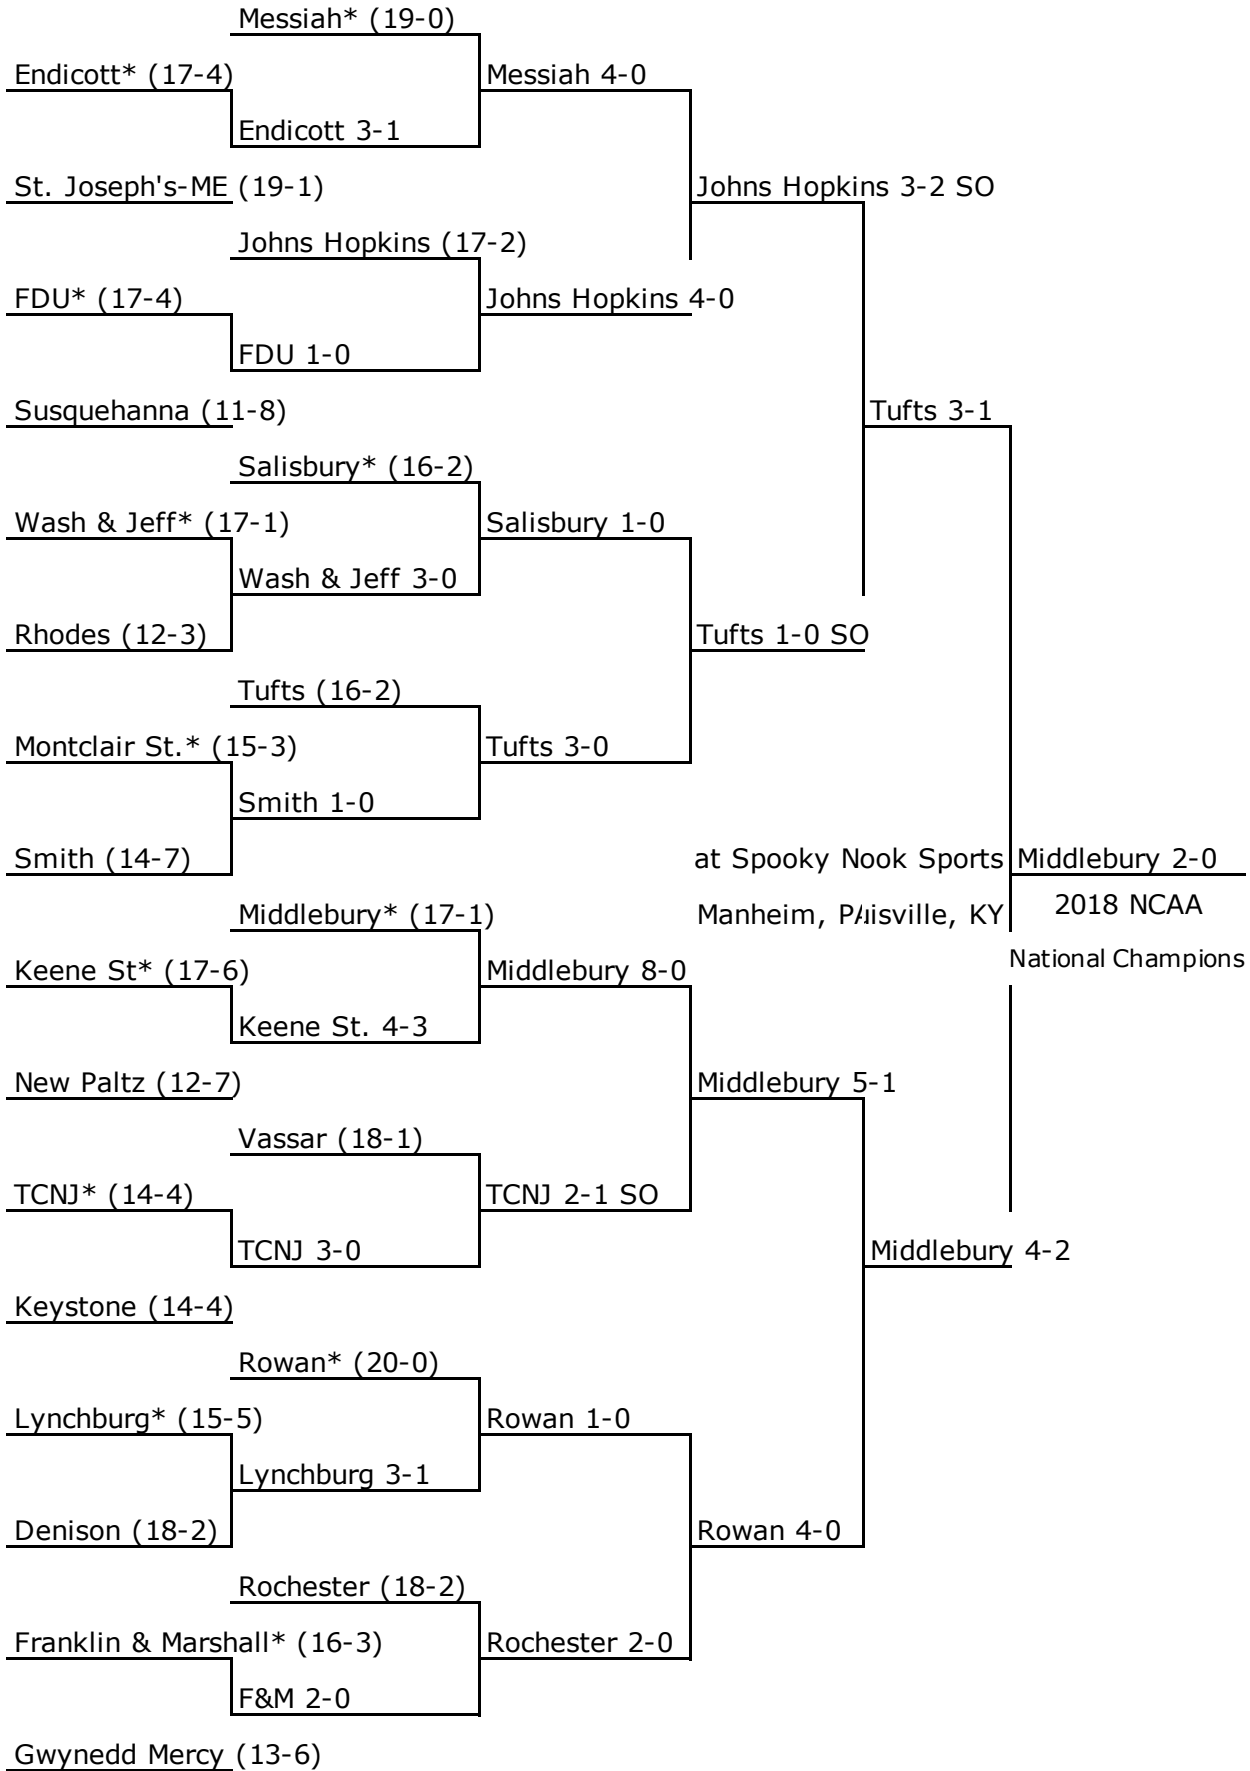 Messiah* (19-0)
Endicott* (17-4)
Messiah 4-0
Endicott 3-1
St. Joseph's-ME (19-1)
Johns Hopkins 3-2 SO
Johns Hopkins (17-2)
FDU* (17-4)
Johns Hopkins 4-0
FDU 1-0
Susquehanna (11-8)
Tufts 3-1
Salisbury* (16-2)
Wash & Jeff* (17-1)
Salisbury 1-0
Wash & Jeff 3-0
Rhodes (12-3)
Tufts 1-0 SO
Tufts (16-2)
Montclair St.* (15-3)
Tufts 3-0
Smith 1-0
Smith (14-7)
at Spooky Nook Sports
Middlebury 2-0
Middlebury* (17-1)
Manheim, PAisville, KY
2018 NCAA
National Champions
Keene St* (17-6)
Middlebury 8-0
Keene St. 4-3
New Paltz (12-7)
Middlebury 5-1
Vassar (18-1)
TCNJ* (14-4)
TCNJ 2-1 SO
TCNJ 3-0
Middlebury 4-2
Keystone (14-4)
Rowan* (20-0)
Lynchburg* (15-5)
Rowan 1-0
Lynchburg 3-1
Denison (18-2)
Rowan 4-0
Rochester (18-2)
Franklin & Marshall* (16-3)
Rochester 2-0
F&M 2-0
Gwynedd Mercy (13-6)